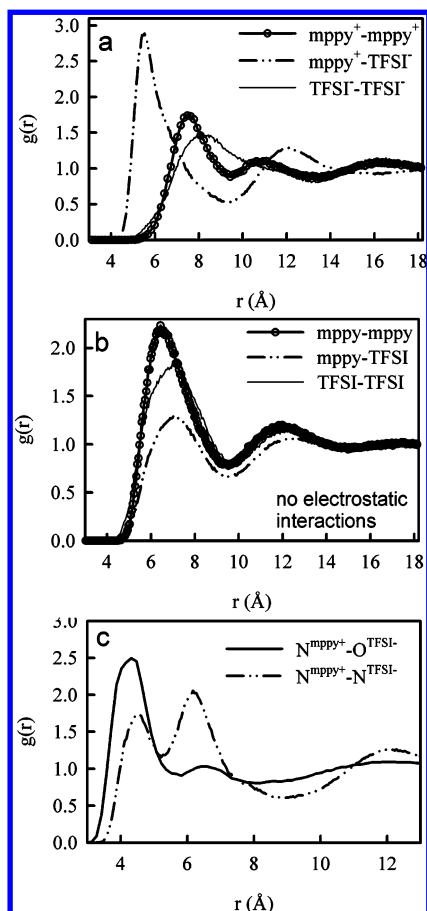 a
3.0
2.5
2.0
1.5
1.0
0.5
0.0
g(r)
mppy⁺-mppy⁺
mppy⁺-TFSI⁻
TFSI⁻-TFSI⁻
4 6 8 10 12 14 16 18
r (Å)
b
2.0
1.5
1.0
0.5
0.0
g(r)
mppy-mppy
mppy-TFSI
TFSI-TFSI
no electrostatic
interactions
4 6 8 10 12 14 16 18
r (Å)
c
3.0
2.5
2.0
1.5
1.0
0.5
0.0
g(r)
Nᵐᵖᵖʸ⁺-Oᵀᶠˢᴵ⁻
Nᵐᵖᵖʸ⁺-Nᵀᶠˢᴵ⁻
4 6 8 10 12
r (Å)